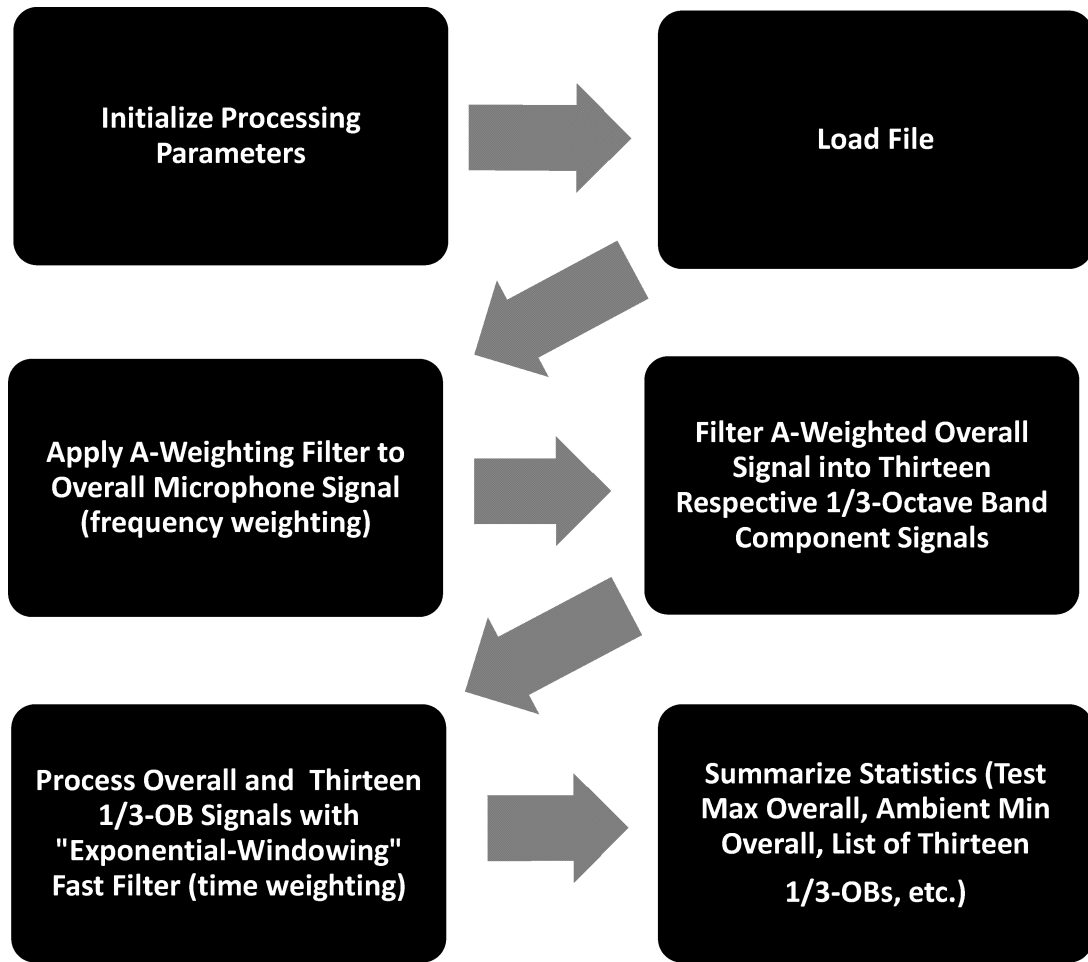 Initialize Processing
Parameters
Load File
Apply A-Weighting Filter to
Overall Microphone Signal
(frequency weighting)
Filter A-Weighted Overall
Signal into Thirteen
Respective 1/3-Octave Band
Component Signals
Process Overall and  Thirteen
1/3-OB Signals with
"Exponential-Windowing"
Fast Filter (time weighting)
Summarize Statistics (Test
Max Overall, Ambient Min
Overall, List of Thirteen
1/3-OBs, etc.)